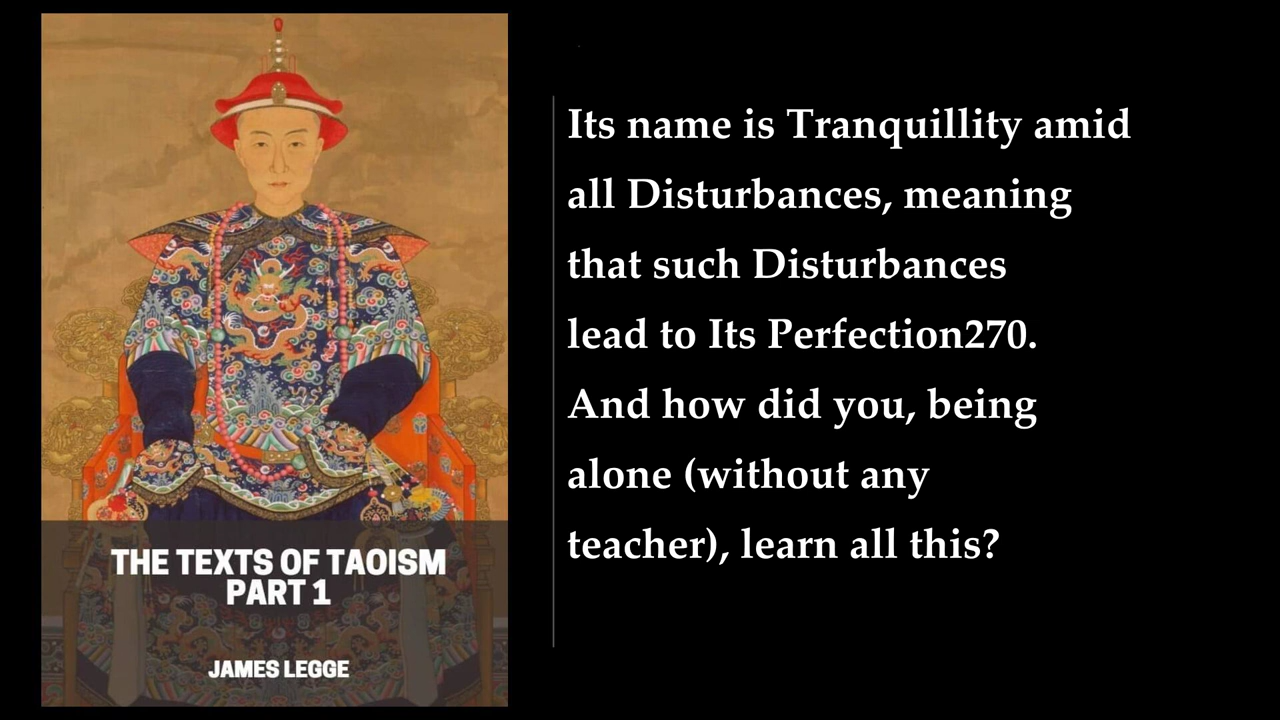 THE TEXTS OF TAOISM
PART 1
JAMES LEGGE
Its name is Tranquillity amid
all Disturbances, meaning
that such Disturbances
lead to Its Perfection270.
And how did you, being
alone (without any
teacher), learn all this?